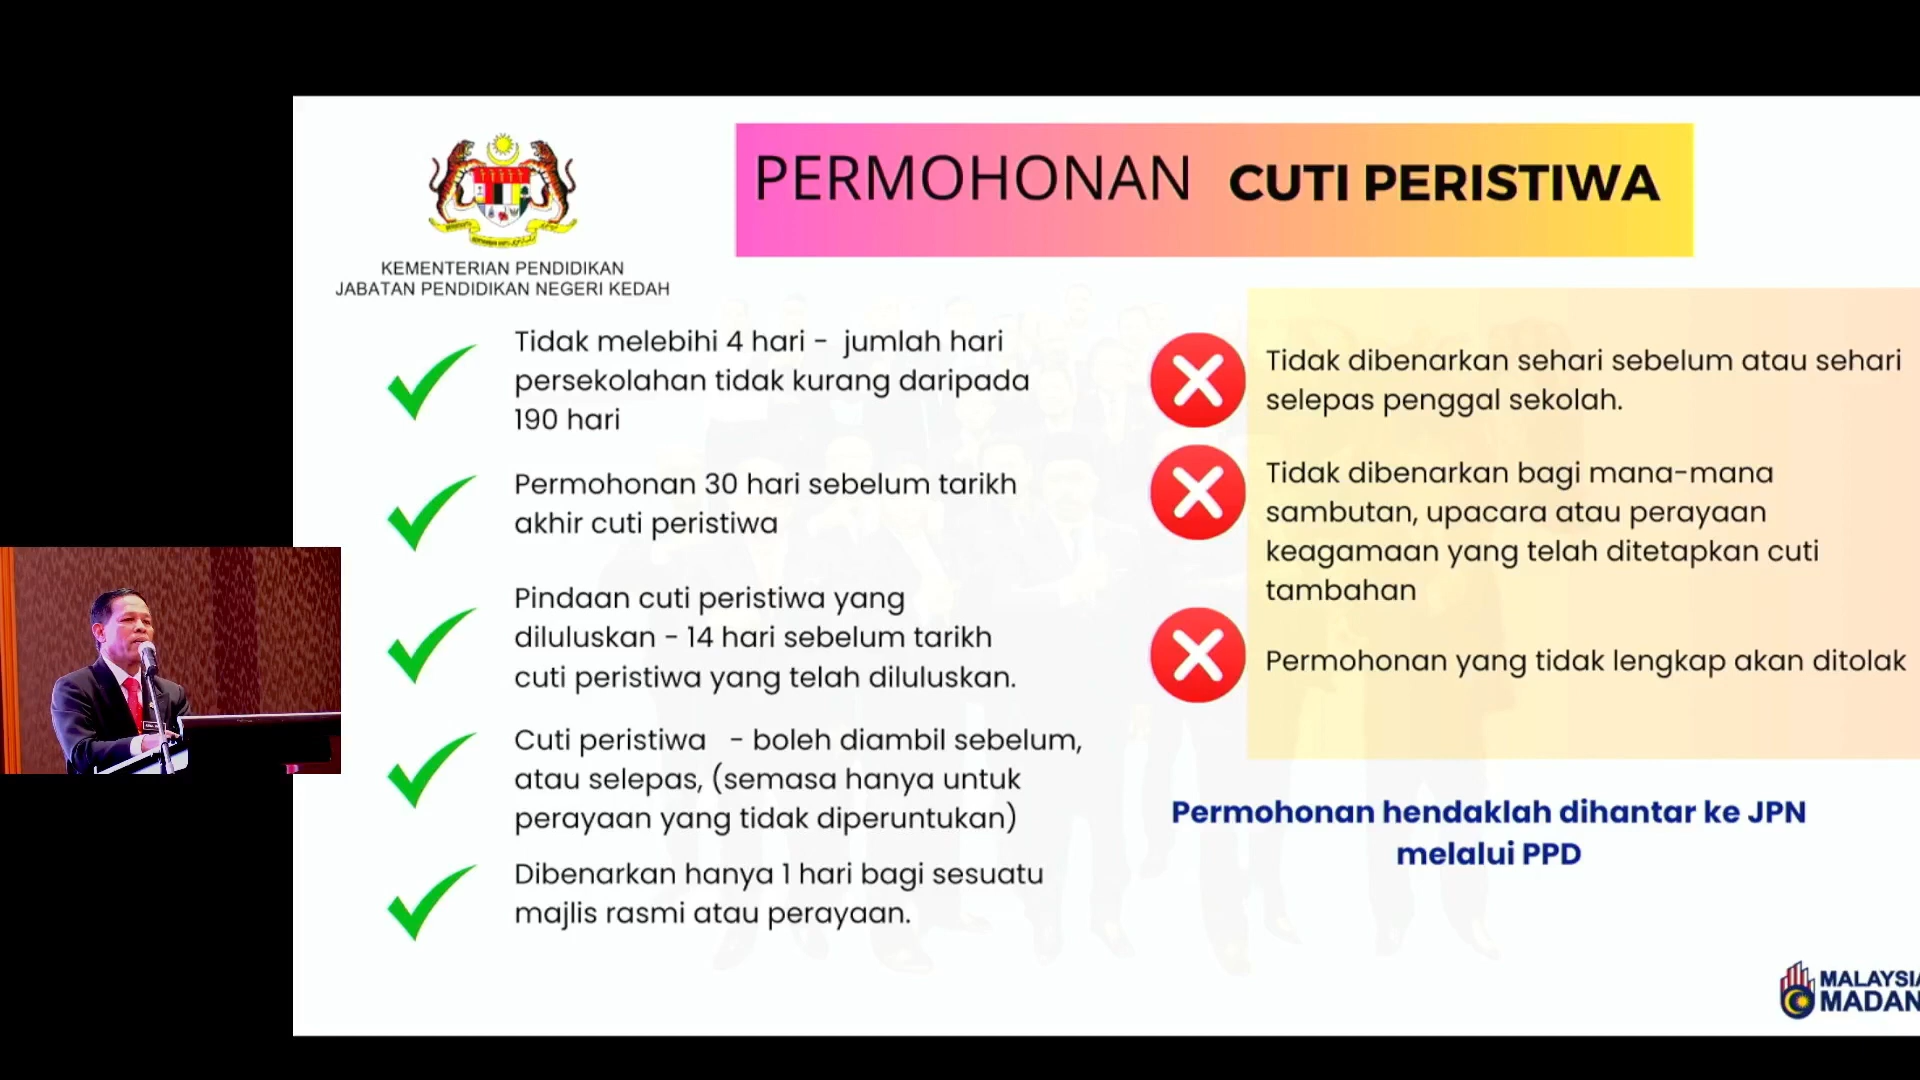 PERMOHONAN CUTI PERISTIWA
KEMENTERIAN PENDIDIKAN
JABATAN PENDIDIKAN NEGERI KEDAH
Tidak melebihi 4 hari - jumlah hari
persekolahan tidak kurang daripada
190 hari
Permohonan 30 hari sebelum tarikh
akhir cuti peristiwa
Pindaan cuti peristiwa yang
diluluskan - 14 hari sebelum tarikh
cuti peristiwa yang telah diluluskan.
Cuti peristiwa - boleh diambil sebelum,
atau selepas, (semasa hanya untuk
perayaan yang tidak diperuntukan)
Dibenarkan hanya 1 hari bagi sesuatu
majlis rasmi atau perayaan.
Tidak dibenarkan sehari sebelum atau sehari
selepas penggal sekolah.
Tidak dibenarkan bagi mana-mana
sambutan, upacara atau perayaan
keagamaan yang telah ditetapkan cuti
tambahan
Permohonan yang tidak lengkap akan ditolak
Permohonan hendaklah dihantar ke JPN
melalui PPD
MALAYSIA
MADAN